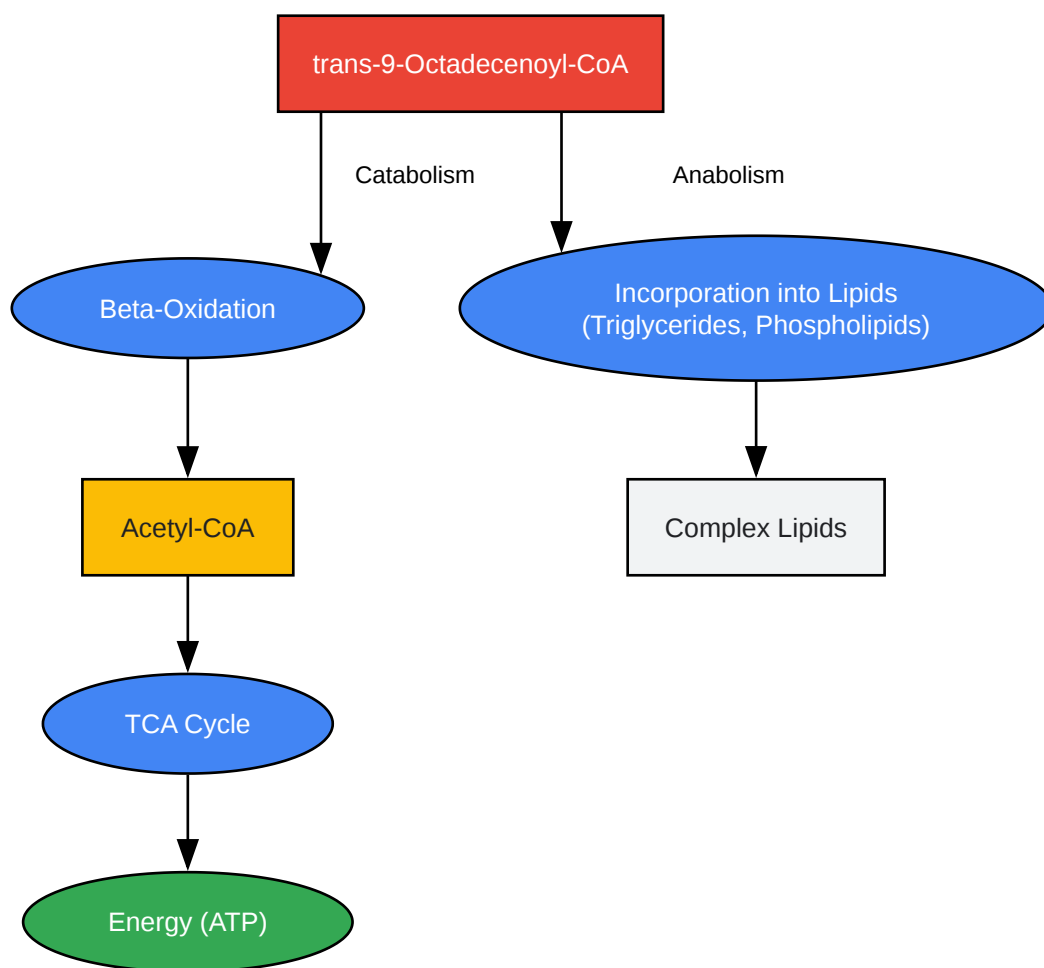 trans-9-Octadecenoyl-CoA
Catabolism
Anabolism
Beta-Oxidation
Incorporation into Lipids
(Triglycerides, Phospholipids)
Acetyl-CoA
Complex Lipids
TCA Cycle
Energy (ATP)